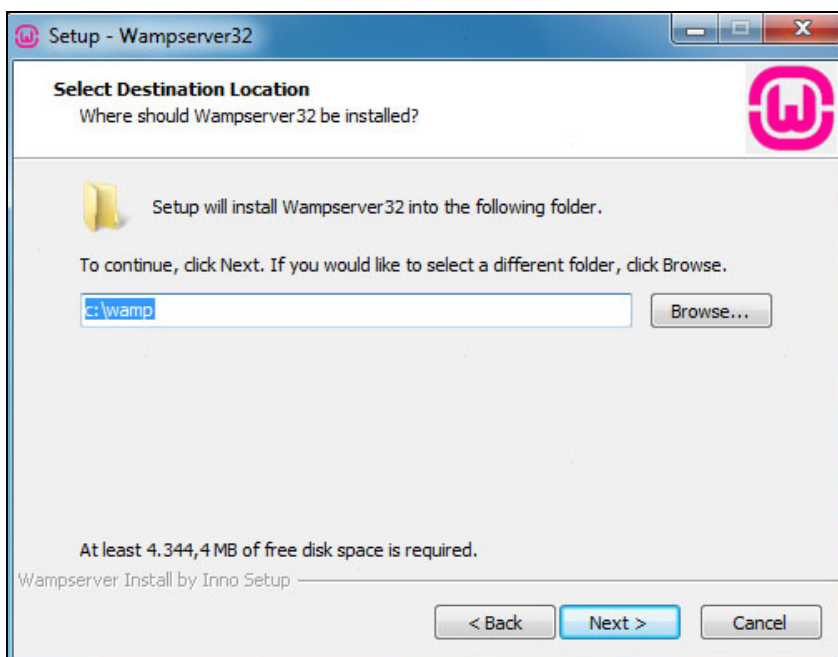 Setup - Wampserver32
Select Destination Location
Where should Wampserver32 be installed?
Setup will install Wampserver32 into the following folder.
To continue, click Next. If you would like to select a different folder, click Browse.
c:\wamp
Browse...
At least 4.344,4 MB of free disk space is required.
Wampserver Install by Inno Setup
< Back
Next >
Cancel